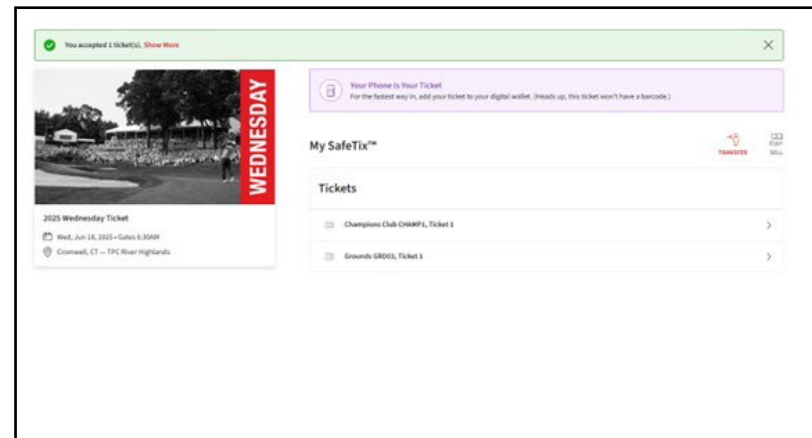 You accepted 1 ticket(s). Show More
WEDNESDAY
2025 Wednesday Ticket
Wed, Jun 18, 2025 • Gates 6:30AM
Cromwell, CT — TPC River Highlands
Your Phone Is Your Ticket
For the fastest way in, add your ticket to your digital wallet. (Heads up, this ticket won't have a barcode.)
My SafeTix™
TRANSFER
SELL
Tickets
Champions Club CHAMP1, Ticket 1
Grounds GRD03, Ticket 1